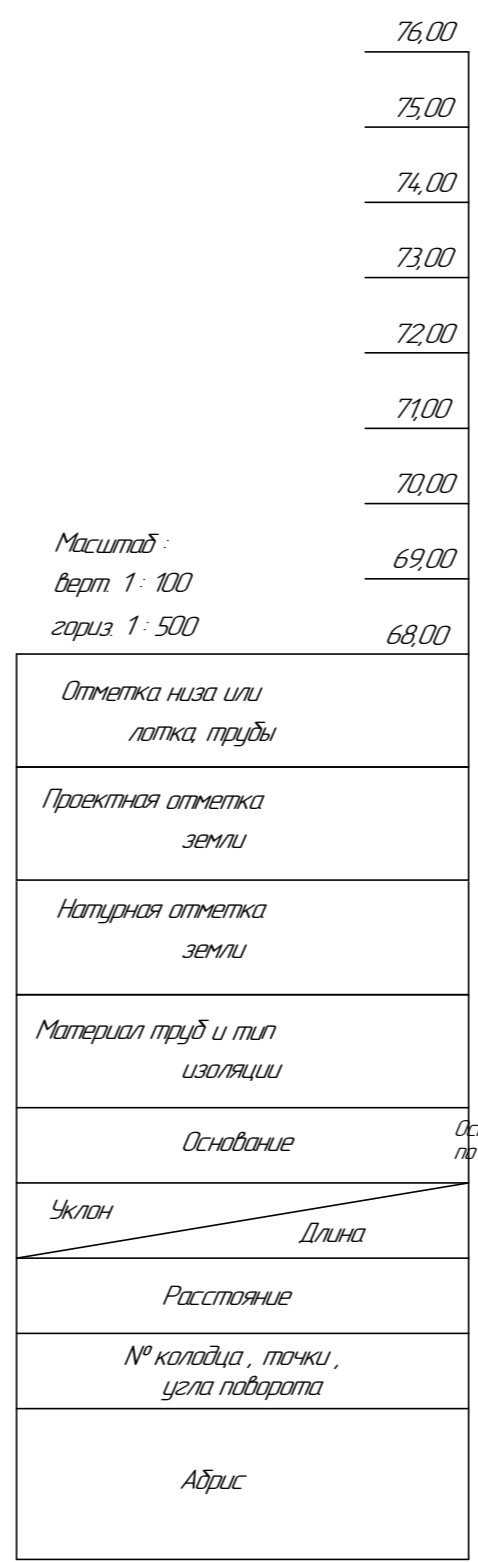 76,00
75,00
74,00
73,00
72,00
71,00
70,00
69,00
68,00
Масштаб :
верт. 1 : 100
гориз. 1 : 500
Отметка низа или
лотка, трубы
Проектная отметка
земли
Натурная отметка
земли
Материал труб и тип
изоляции
Основание
по
Уклон
Длина
Расстояние
№ колодца , точки ,
угла поворота
Абрис